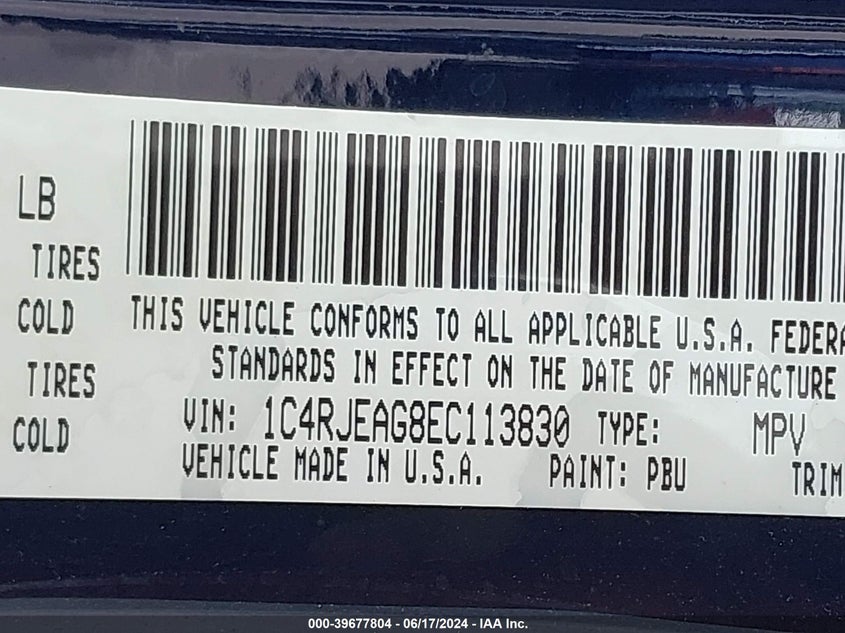 LB
TIRES
COLD
THIS VEHICLE CONFORMS TO ALL APPLICABLE U.S.A. FEDERA
STANDARDS IN EFFECT ON THE DATE OF MANUFACTURE
TIRES
VIN: 1C4RJEAG8EC113830 TYPE: MPV
COLD
VEHICLE MADE IN U.S.A. PAINT: PBU TRIM
000-39677804 - 06/17/2024 - IAA Inc.